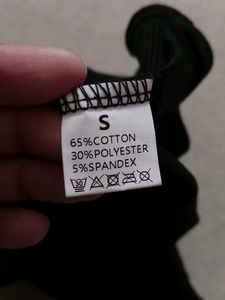 S
65%COTTON
30%POLYESTER
5%SPANDEX
30